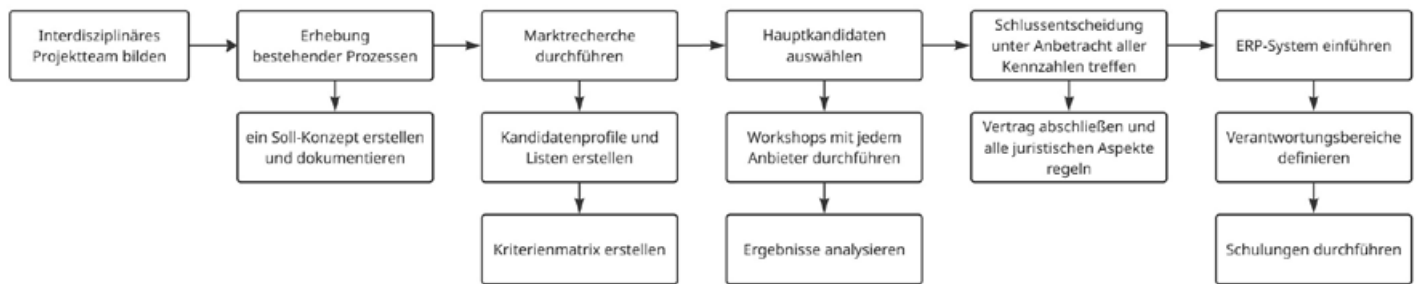 Interdisziplinäres
Projektteam bilden
Erhebung
bestehender Prozessen
Marktrecherche
durchführen
Hauptkandidaten
auswählen
Schlussentscheidung
unter Anbetracht aller
Kennzahlen treffen
ERP-System einführen
ein Soll-Konzept erstellen
und dokumentieren
Kandidatenprofile und
Listen erstellen
Workshops mit jedem
Anbieter durchführen
Vertrag abschließen und
alle juristischen Aspekte
regeln
Verantwortungsbereiche
definieren
Kriterienmatrix erstellen
Ergebnisse analysieren
Schulungen durchführen